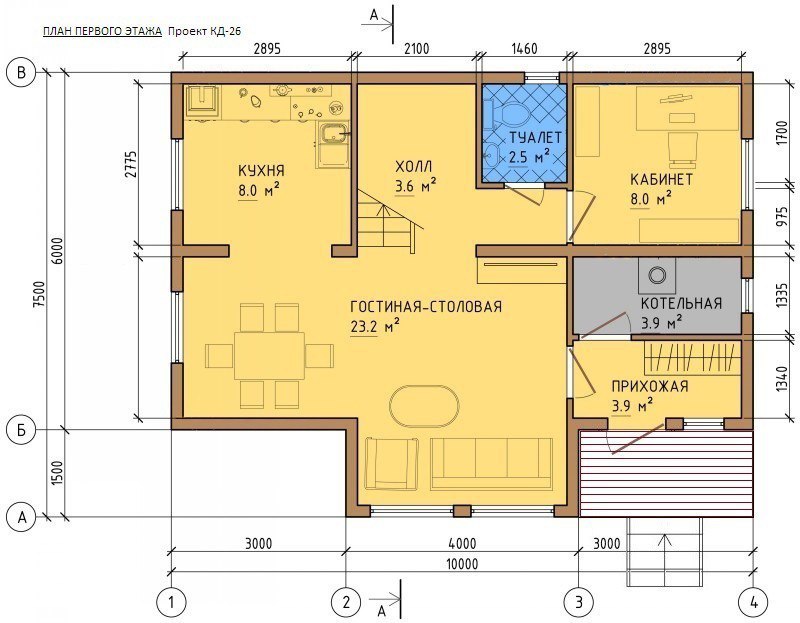 А
ПЛАН ПЕРВОГО ЭТАЖА Проект КД-26
2895
2100
1460
2895
В
КУХНЯ
8.0 м²
ХОЛЛ
3.6 м²
ТУАЛЕТ
2.5 м²
КАБИНЕТ
8.0 м²
1700
2775
975
6000
7500
ГОСТИНАЯ-СТОЛОВАЯ
23.2 м²
КОТЕЛЬНАЯ
3.9 м²
1335
ПРИХОЖАЯ
3.9 м²
1340
Б
1500
А
3000
4000
3000
10000
1
2
А
3
4